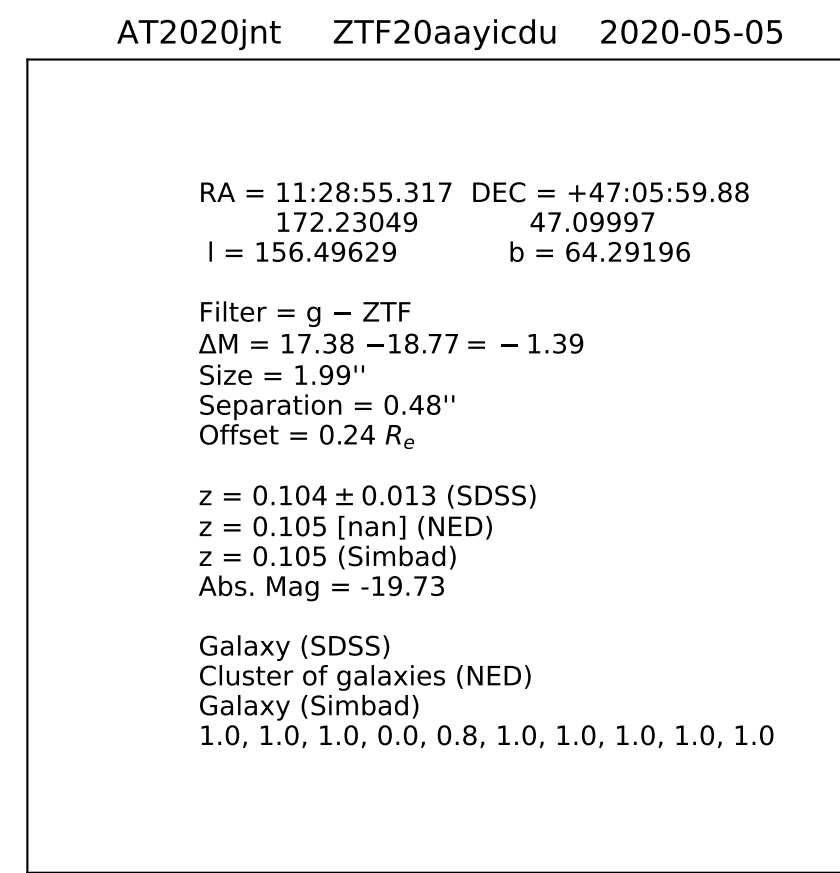 AT2020jnt ZTF20aayicdu 2020-05-05
RA = 11:28:55.317 DEC = +47:05:59.88
172.23049 47.09997
l = 156.49629 b = 64.29196
Filter = g − ZTF
ΔM = 17.38 −18.77 = − 1.39
Size = 1.99''
Separation = 0.48''
Offset = 0.24 Re
z = 0.104 ± 0.013 (SDSS)
z = 0.105 [nan] (NED)
z = 0.105 (Simbad)
Abs. Mag = -19.73
Galaxy (SDSS)
Cluster of galaxies (NED)
Galaxy (Simbad)
1.0, 1.0, 1.0, 0.0, 0.8, 1.0, 1.0, 1.0, 1.0, 1.0